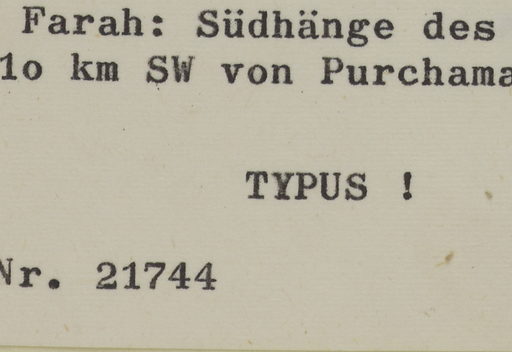 Farah: Südhänge des
1o km SW von Purchama
TYPUS !
Nr. 21744